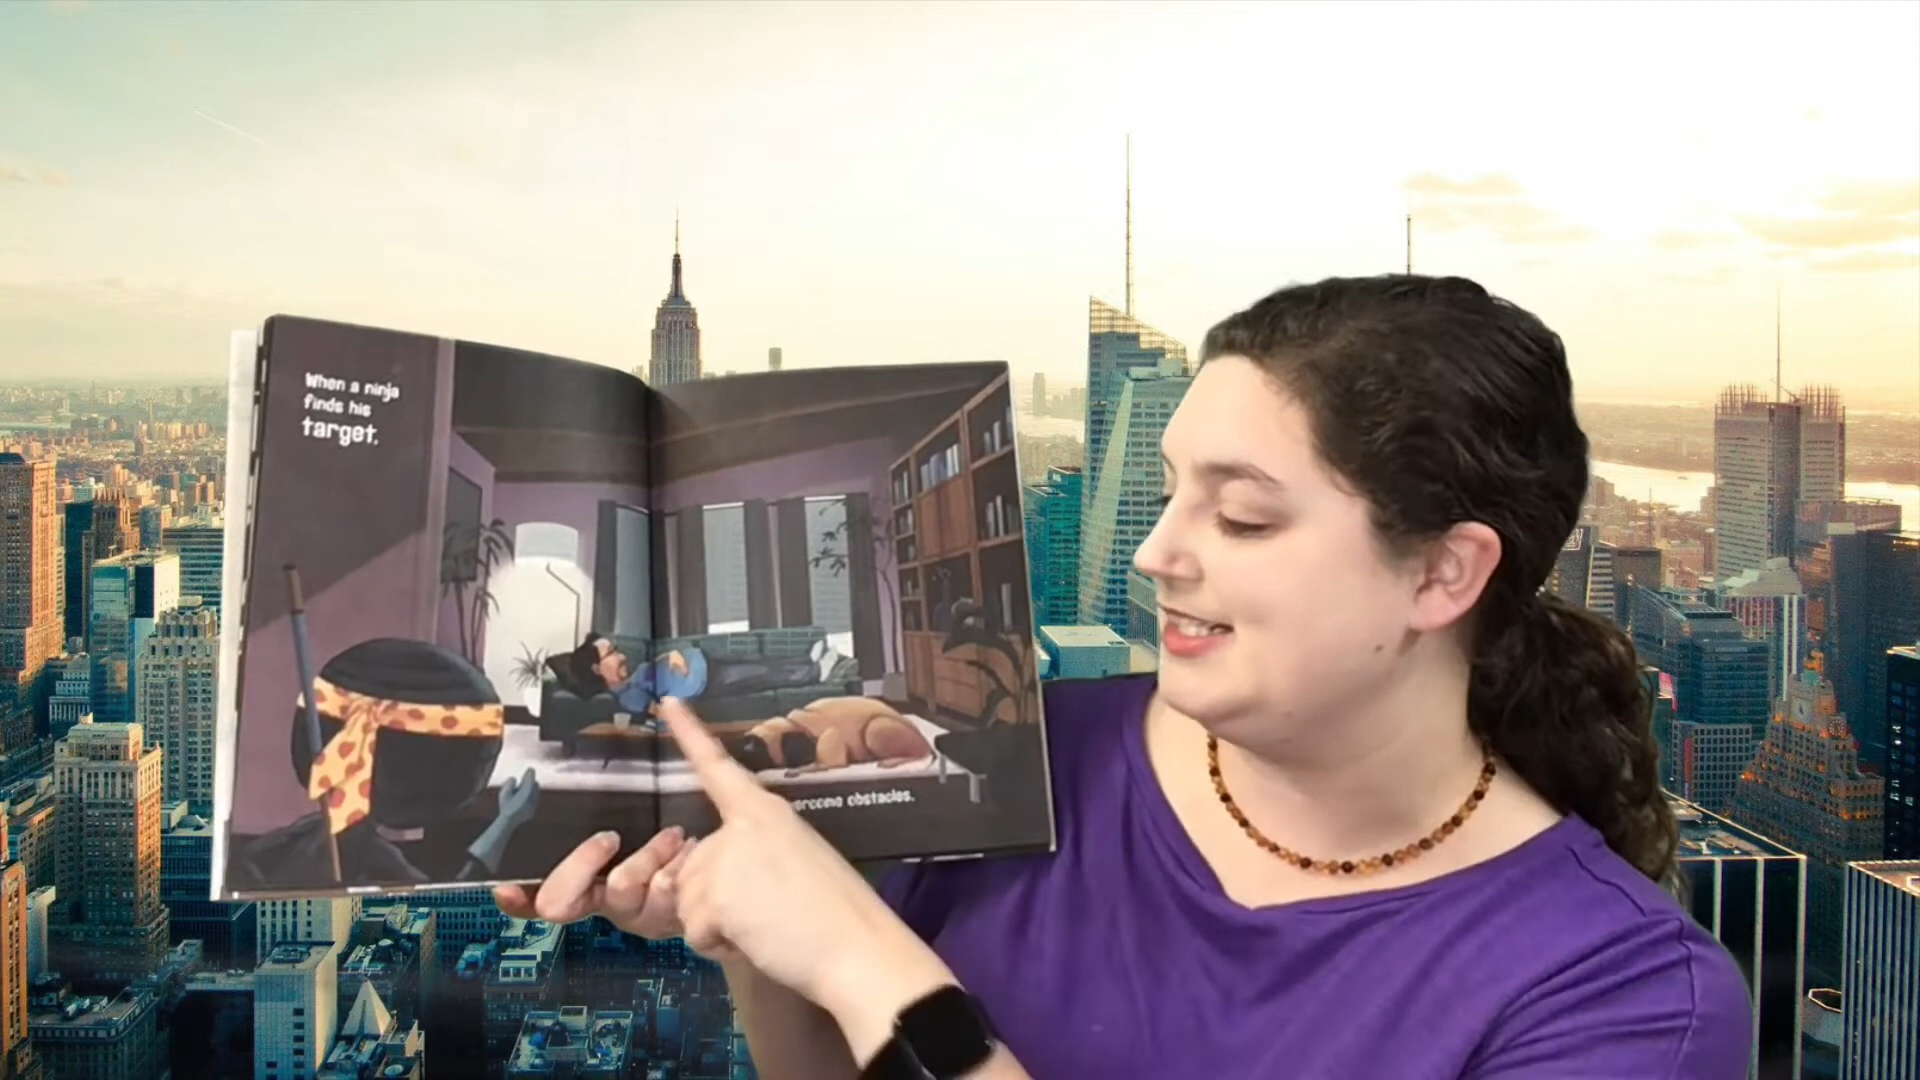 When a ninja
finds his
target,
obstacles.